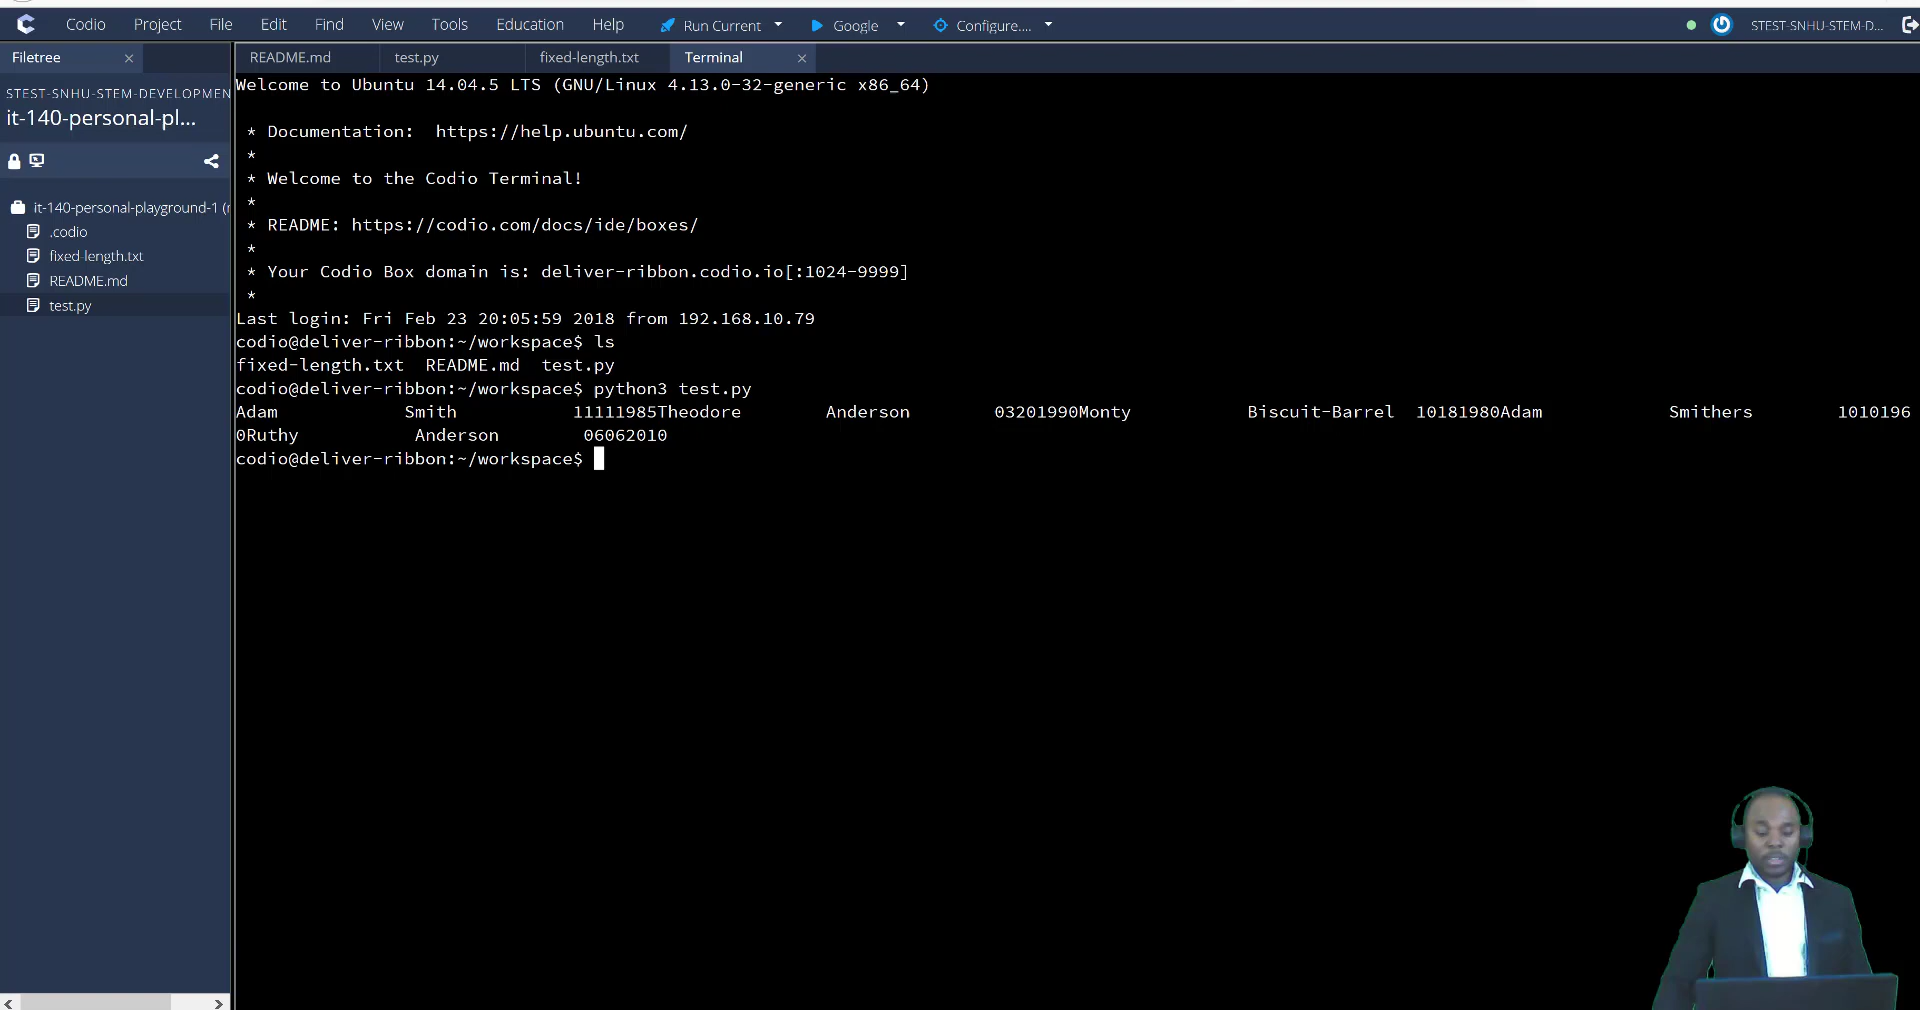 Codio Project File Edit Find View Tools Education Help Run Current Google Configure.... STEST-SNHU-STEM-D...
Filetree README.md test.py fixed-length.txt Terminal
STEST-SNHU-STEM-DEVELOPMEN
it-140-personal-pl...
it-140-personal-playground-1 (r
.codio
fixed-length.txt
README.md
test.py
Welcome to Ubuntu 14.04.5 LTS (GNU/Linux 4.13.0-32-generic x86_64)
* Documentation:  https://help.ubuntu.com/
*
* Welcome to the Codio Terminal!
*
* README: https://codio.com/docs/ide/boxes/
*
* Your Codio Box domain is: deliver-ribbon.codio.io[:1024-9999]
*
Last login: Fri Feb 23 20:05:59 2018 from 192.168.10.79
codio@deliver-ribbon:~/workspace$ ls
fixed-length.txt  README.md  test.py
codio@deliver-ribbon:~/workspace$ python3 test.py
Adam            Smith           11111985Theodore        Anderson        03201990Monty           Biscuit-Barrel  10181980Adam            Smithers        1010196
0Ruthy           Anderson        06062010
codio@deliver-ribbon:~/workspace$